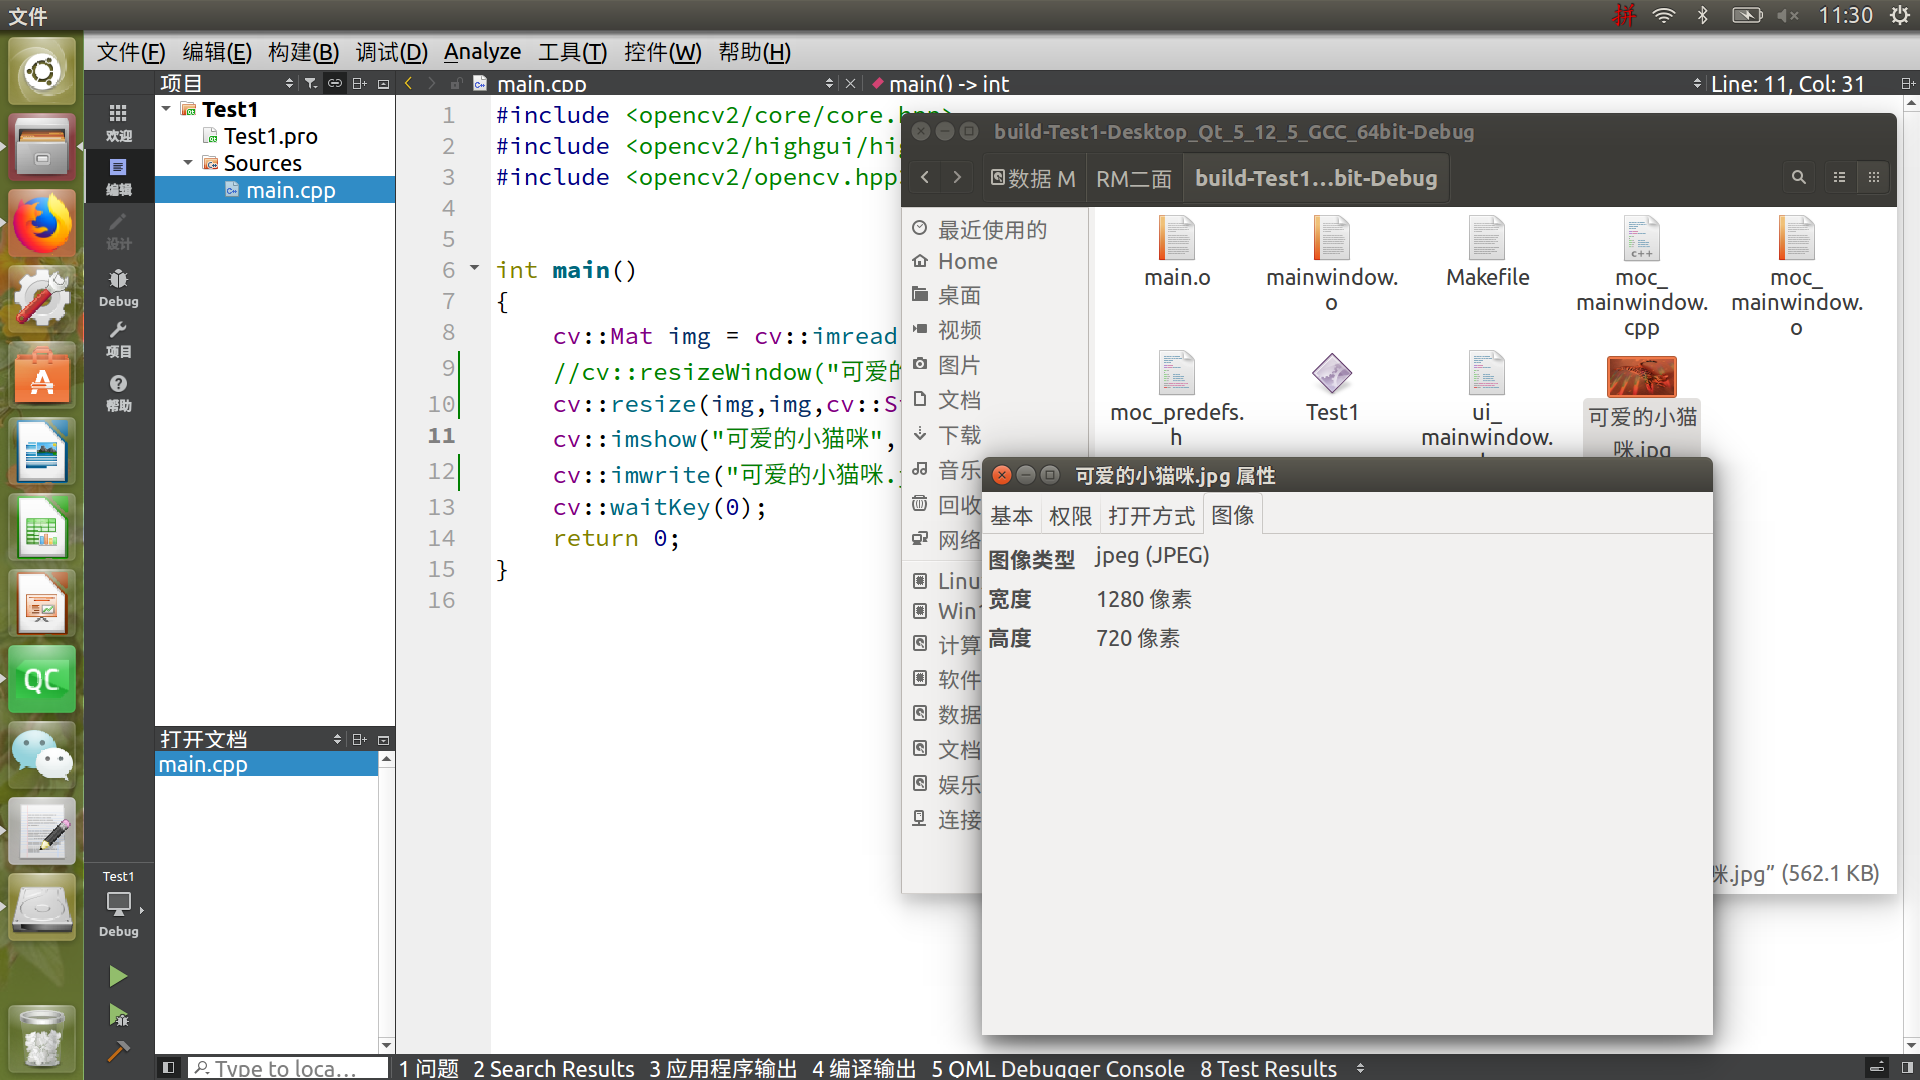 文件
拼
11:30
文件(F) 编辑(E) 构建(B) 调试(D) Analyze 工具(T) 控件(W) 帮助(H)
项目
main.cpp
main() -> int
Line: 11, Col: 31
欢迎
编辑
设计
Debug
项目
帮助
Test1
Test1.pro
Sources
main.cpp
1 #include <opencv2/core/core.hpp>
2 #include <opencv2/highgui/hig
3 #include <opencv2/opencv.hpp>
4
5
6 int main()
7 {
8 cv::Mat img = cv::imread
9 //cv::resizeWindow("可爱的
10 cv::resize(img,img,cv::S
11 cv::imshow("可爱的小猫咪",
12 cv::imwrite("可爱的小猫咪.
13 cv::waitKey(0);
14 return 0;
15 }
16
build-Test1-Desktop_Qt_5_12_5_GCC_64bit-Debug
数据 M RM二面 build-Test1...bit-Debug
最近使用的
Home
桌面
视频
图片
文档
下载
音乐
回收
网络
Linu
Win1
计算
软件
数据
文档
娱乐
连接
main.o
mainwindow.
o
Makefile
moc_
mainwindow.
cpp
moc_
mainwindow.
o
moc_predefs.
h
Test1
ui_
mainwindow.
可爱的小猫
咪.jpg
可爱的小猫咪.jpg 属性
基本 权限 打开方式 图像
图像类型 jpeg (JPEG)
宽度 1280 像素
高度 720 像素
咪.jpg” (562.1 KB)
打开文档
main.cpp
QC
Test1
Debug
Type to loca...
1 问题 2 Search Results 3 应用程序输出 4 编译输出 5 QML Debugger Console 8 Test Results